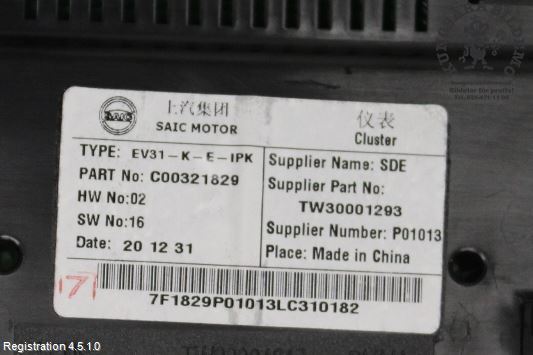 SAIC
上汽集团
SAIC MOTOR
仪表
Cluster
TYPE: EV31-K-E-IPK
PART No: C00321829
HW No:02
SW No:16
Date: 20 12 31
Supplier Name: SDE
Supplier Part No:
TW30001293
Supplier Number: P01013
Place: Made in China
7F1829P01013LC310182
Registration 4.5.1.0